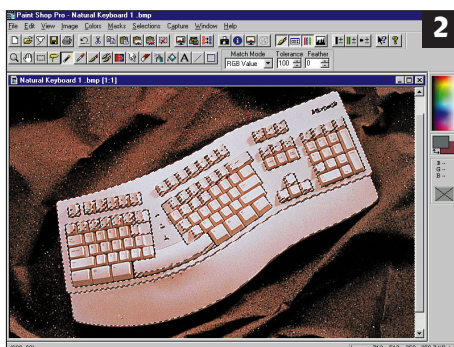 Paint Shop Pro - Natural Keyboard 1 .bmp
File Edit View Image Colors Masks Selections Capture Window Help
2
Match Mode Tolerance Feather
RGB Value 100 0
Natural Keyboard 1 .bmp [1:1]
Microsoft
R --
G --
B --